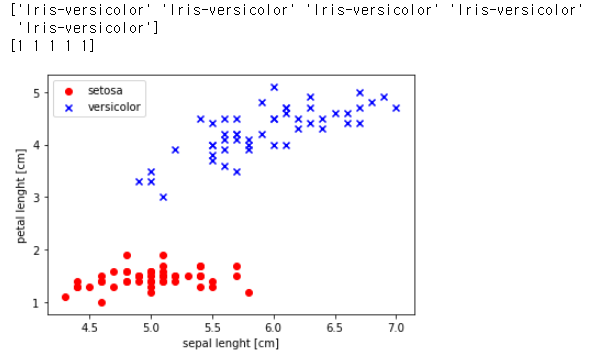 ['Iris-versicolor' 'Iris-versicolor' 'Iris-versicolor' 'Iris-versicolor'
'Iris-versicolor']
[1 1 1 1 1]
setosa
versicolor
petal lenght [cm]
5
4
3
2
1
4.5 5.0 5.5 6.0 6.5 7.0
sepal lenght [cm]